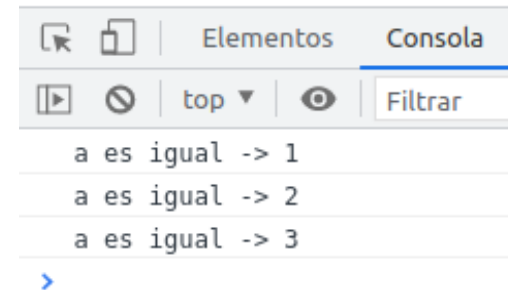 Elementos Consola
top Filtrar
a es igual -> 1
a es igual -> 2
a es igual -> 3